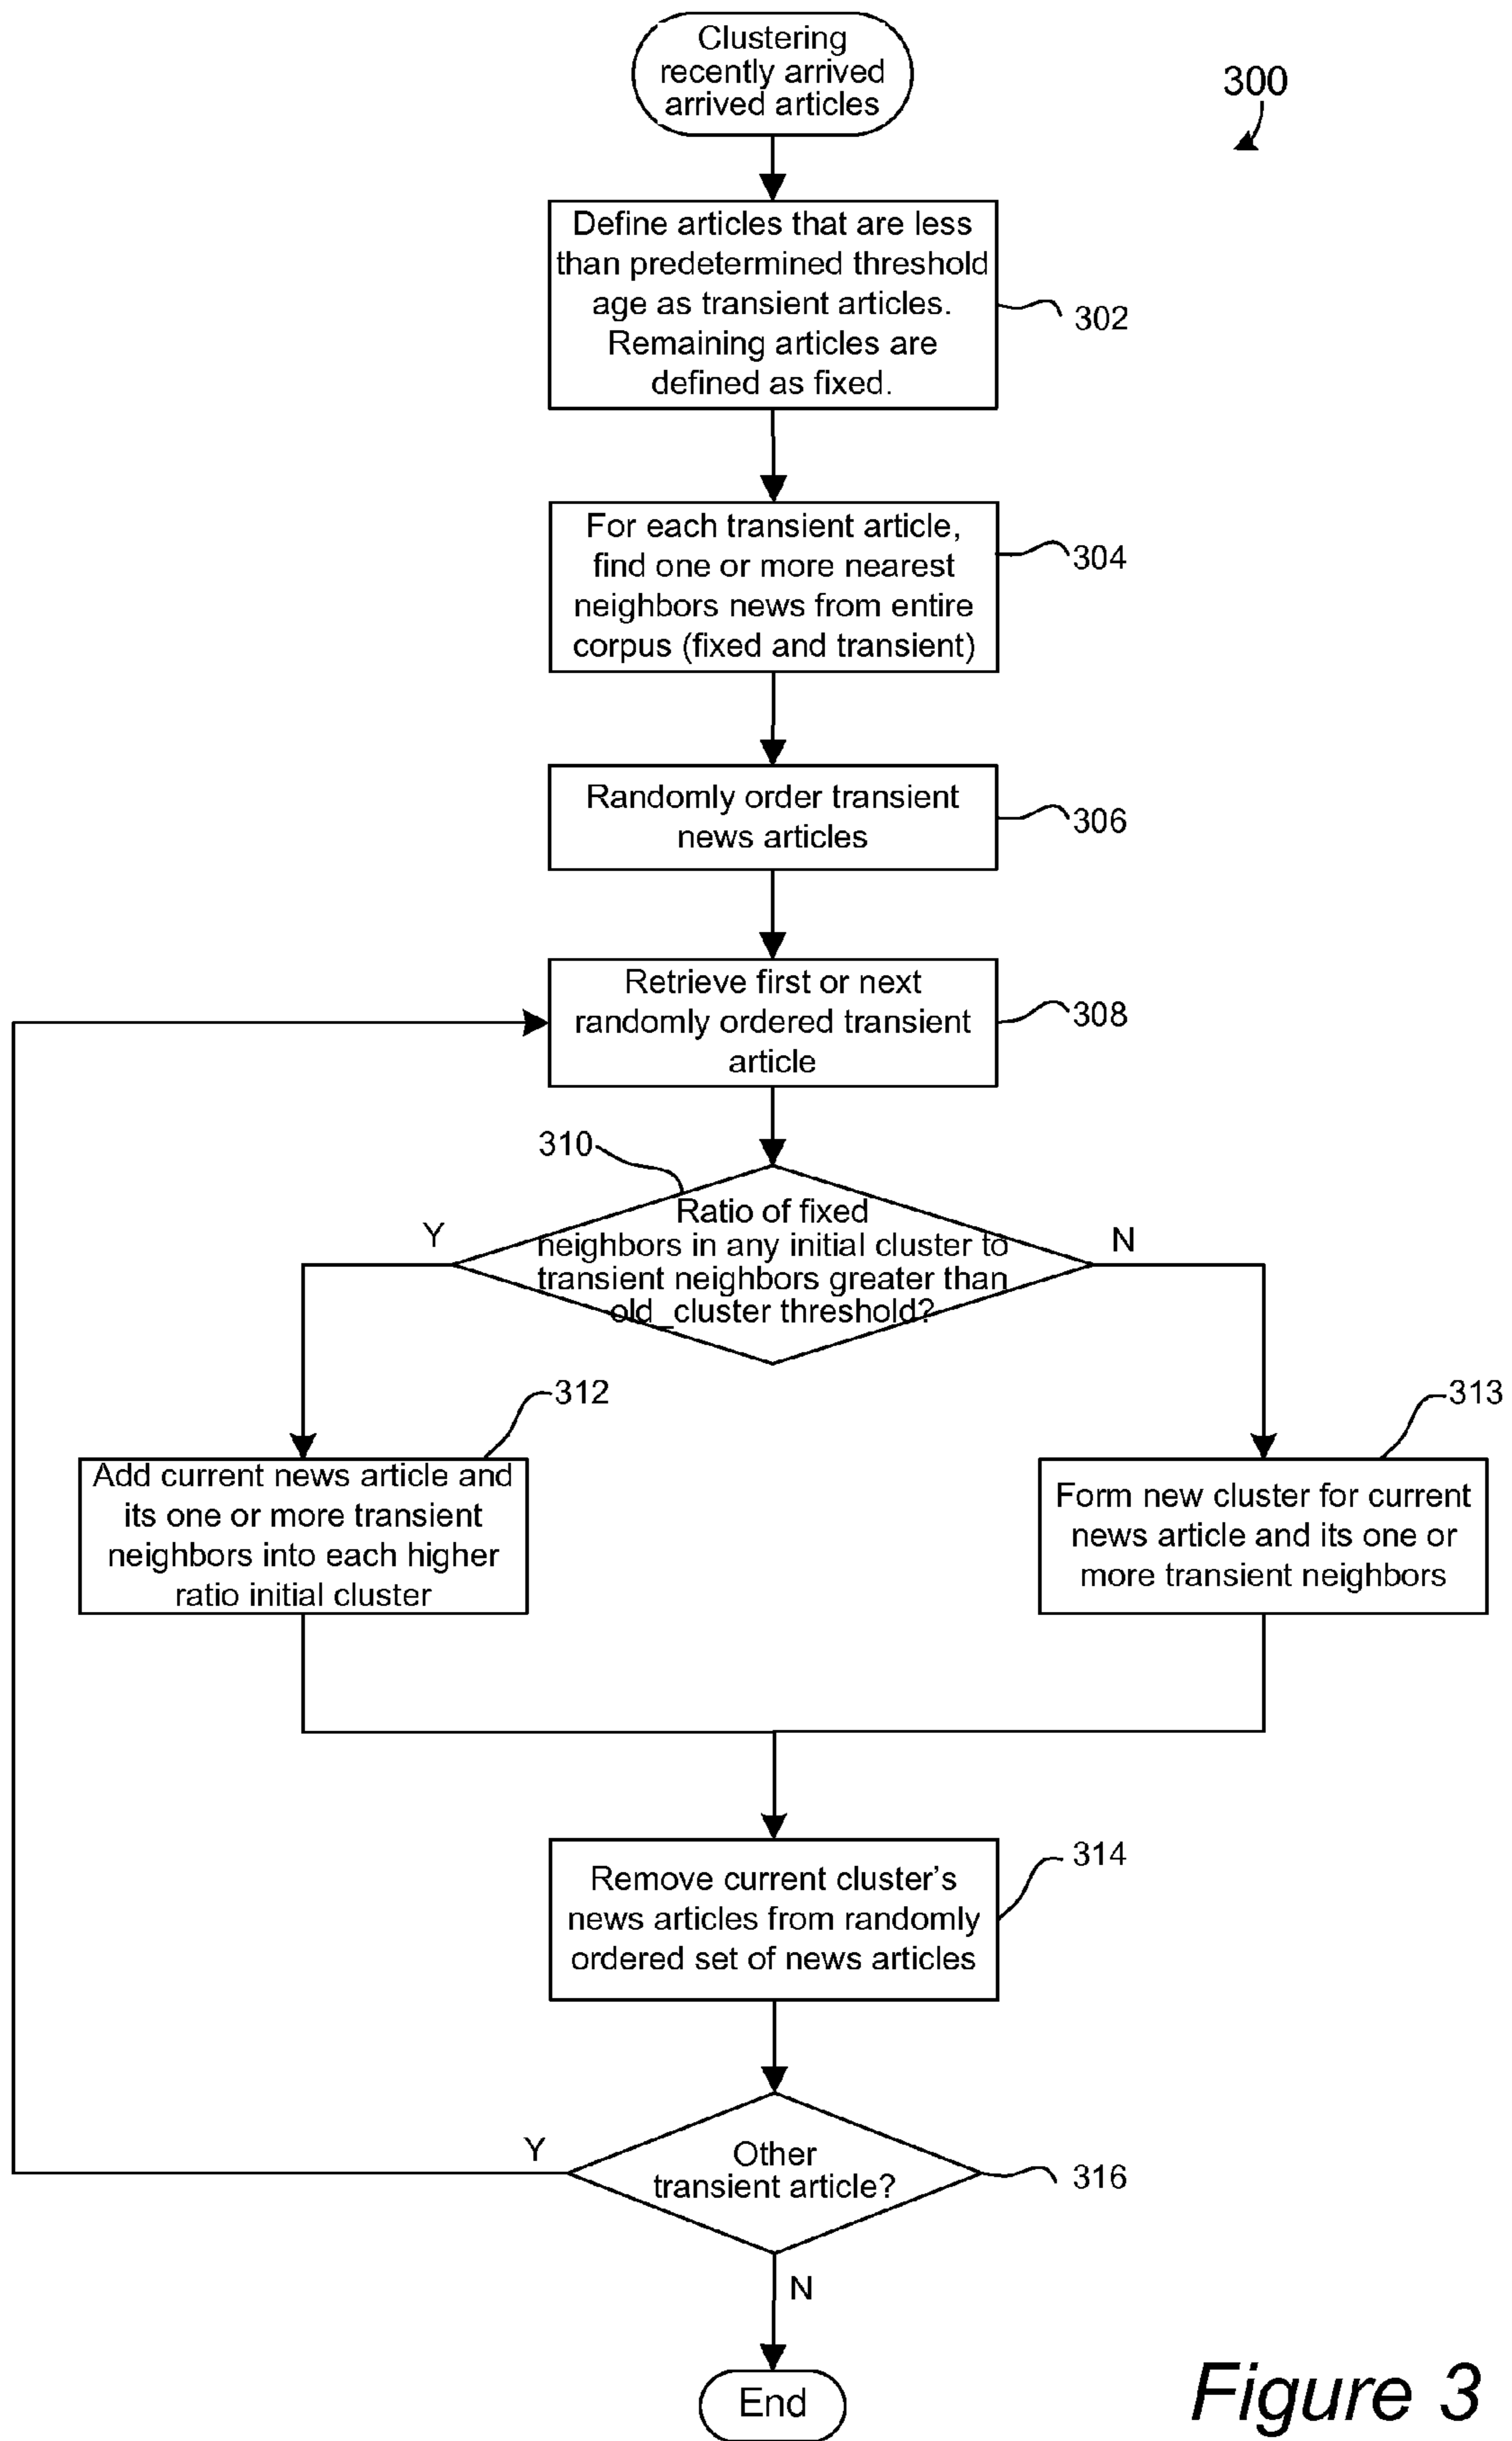 Clustering
recently arrived
arrived articles
300
Define articles that are less
than predetermined threshold
age as transient articles.
Remaining articles are
defined as fixed.
302
For each transient article,
find one or more nearest
neighbors news from entire
corpus (fixed and transient)
304
Randomly order transient
news articles
306
Retrieve first or next
randomly ordered transient
article
308
310
Ratio of fixed
neighbors in any initial cluster to
transient neighbors greater than
old_cluster threshold?
Y
N
312
Add current news article and
its one or more transient
neighbors into each higher
ratio initial cluster
313
Form new cluster for current
news article and its one or
more transient neighbors
Remove current cluster’s
news articles from randomly
ordered set of news articles
314
Y
Other
transient article?
316
N
End
Figure 3